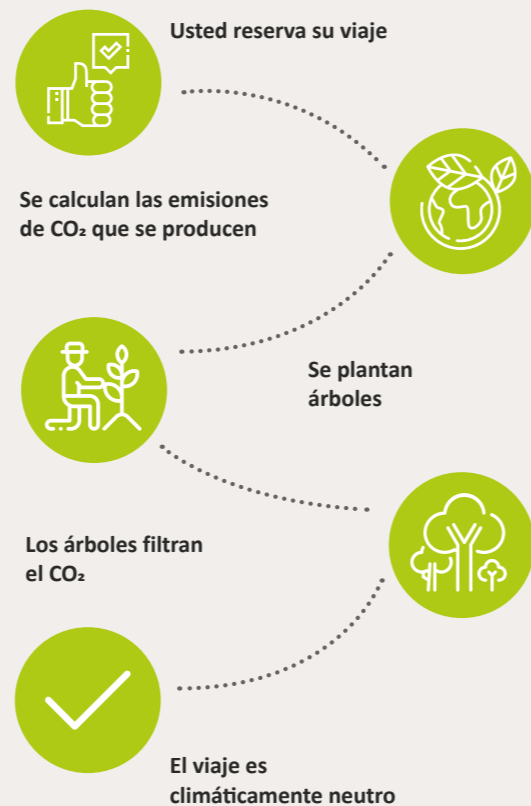 Usted reserva su viaje
Se calculan las emisiones
de CO₂ que se producen
Se plantan
árboles
Los árboles filtran
el CO₂
El viaje es
climáticamente neutro